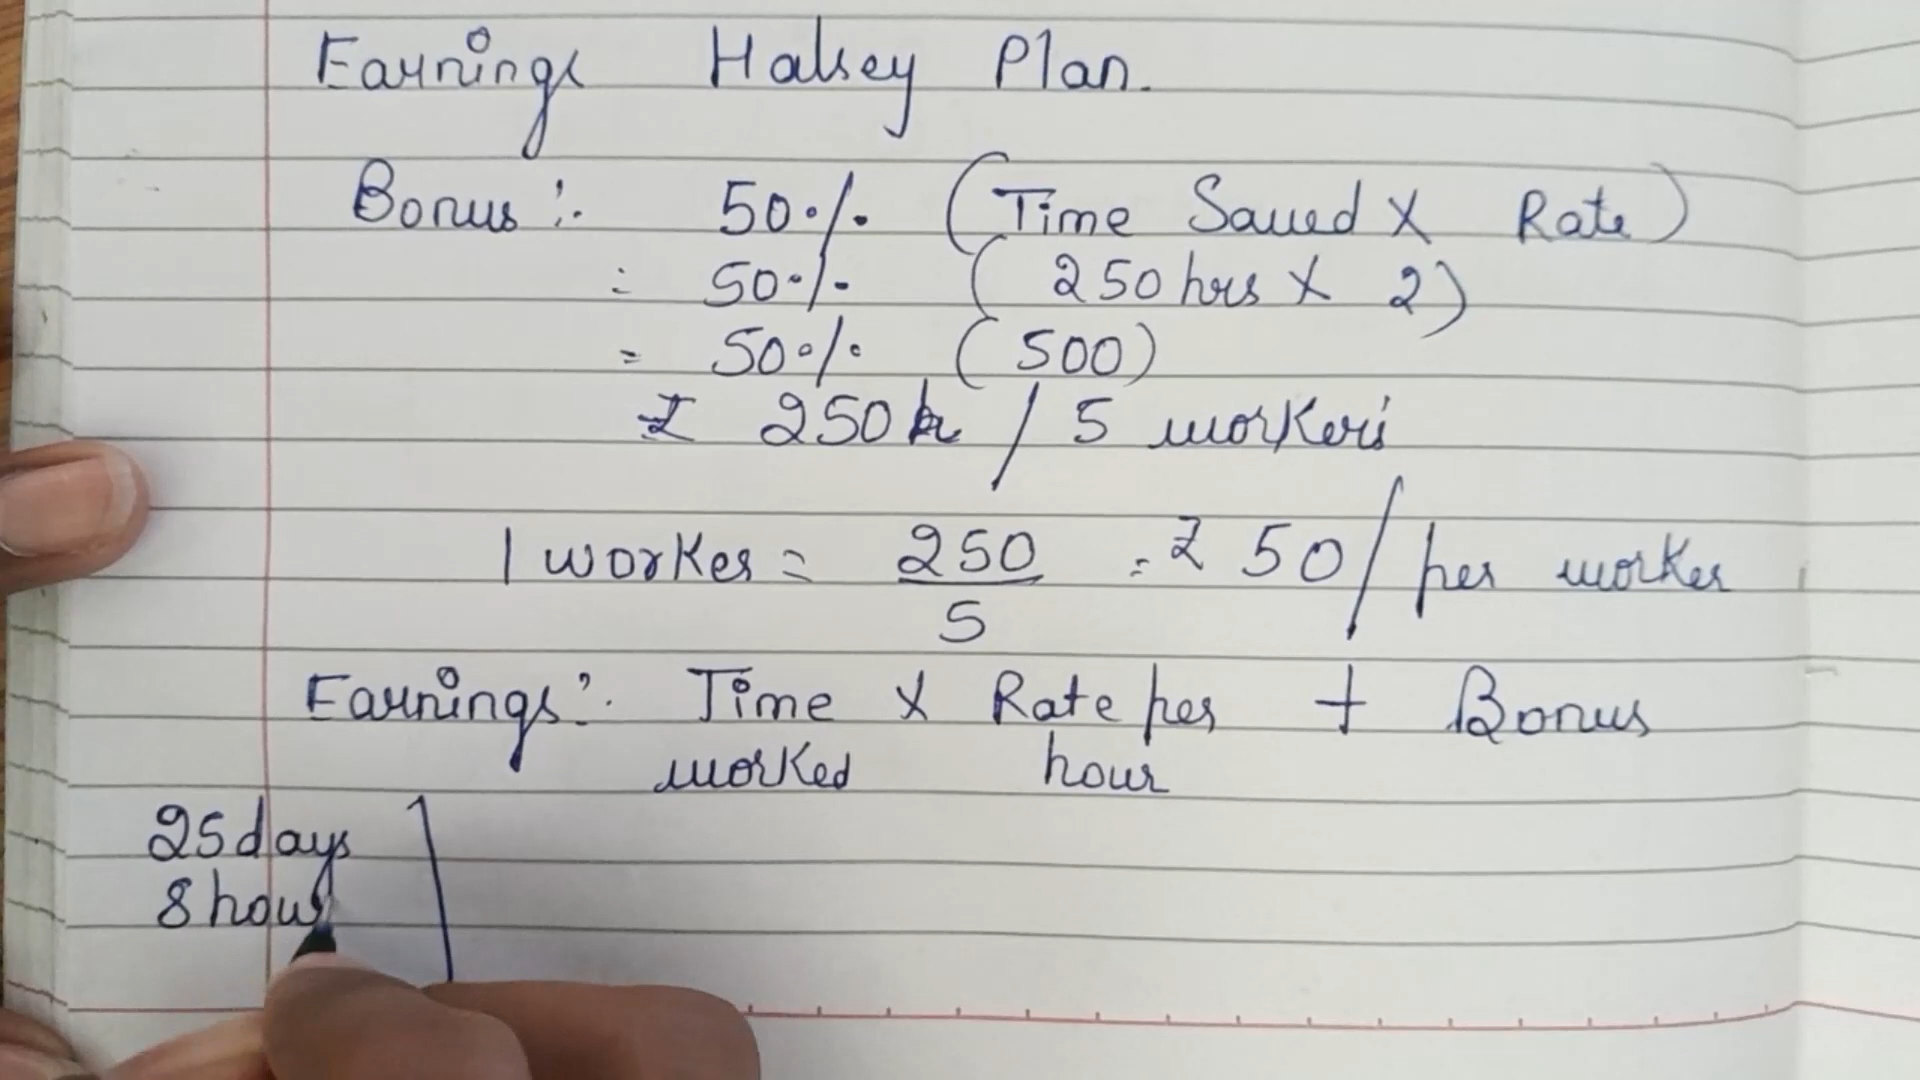 Earnings Halsey Plan.
Bonus :- 50% (Time Saved X Rate)
= 50% (250 hrs X 2)
= 50% (500)
₹ 250 / 5 workers
1 worker = 250/5 = ₹ 50/per worker
Earnings :- Time worked X Rate per hour + Bonus
25 days
8 hours